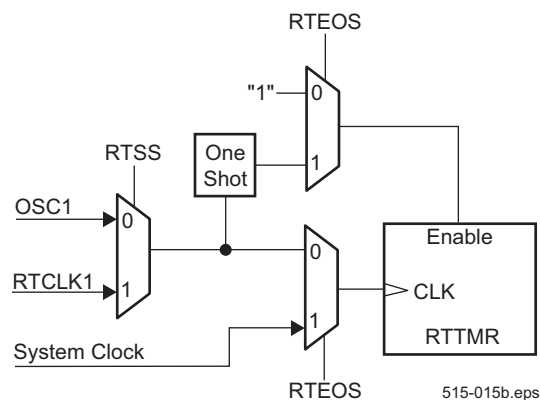 RTEOS
"1"
0
1
RTSS
One
Shot
OSC1
0
RTCLK1
1
Enable
0
CLK
1
System Clock
RTTMR
RTEOS
515-015b.eps